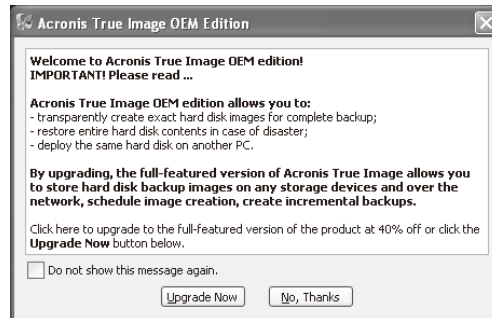 Acronis True Image OEM Edition
Welcome to Acronis True Image OEM edition!
IMPORTANT! Please read ...
Acronis True Image OEM edition allows you to:
- transparently create exact hard disk images for complete backup;
- restore entire hard disk contents in case of disaster;
- deploy the same hard disk on another PC.
By upgrading, the full-featured version of Acronis True Image allows you
to store hard disk backup images on any storage devices and over the
network, schedule image creation, create incremental backups.
Click here to upgrade to the full-featured version of the product at 40% off or click the
Upgrade Now button below.
Do not show this message again.
Upgrade Now
No, Thanks